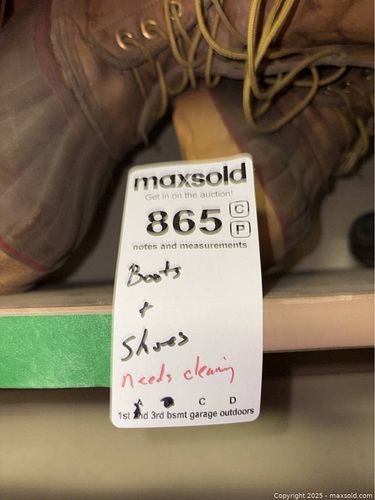 maxsold
Get in on the auction!
865 C
P
notes and measurements
Boots
+
Shoes
needs cleaning
A C D
1st 2nd 3rd bsmt garage outdoors
Copyright 2025 - maxsold.com